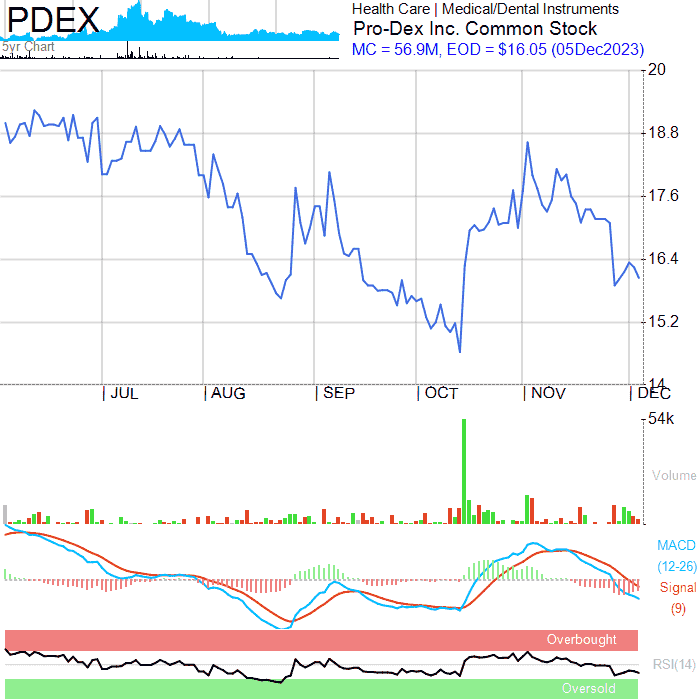 PDEX
5yr Chart
Health Care | Medical/Dental Instruments
Pro-Dex Inc. Common Stock
MC = 56.9M, EOD = $16.05 (05Dec2023)
20
18.8
17.6
16.4
15.2
14
| JUL | AUG | SEP | OCT | NOV | DEC
54k
Volume
MACD
(12-26)
Signal
(9)
Overbought
RSI(14)
Oversold